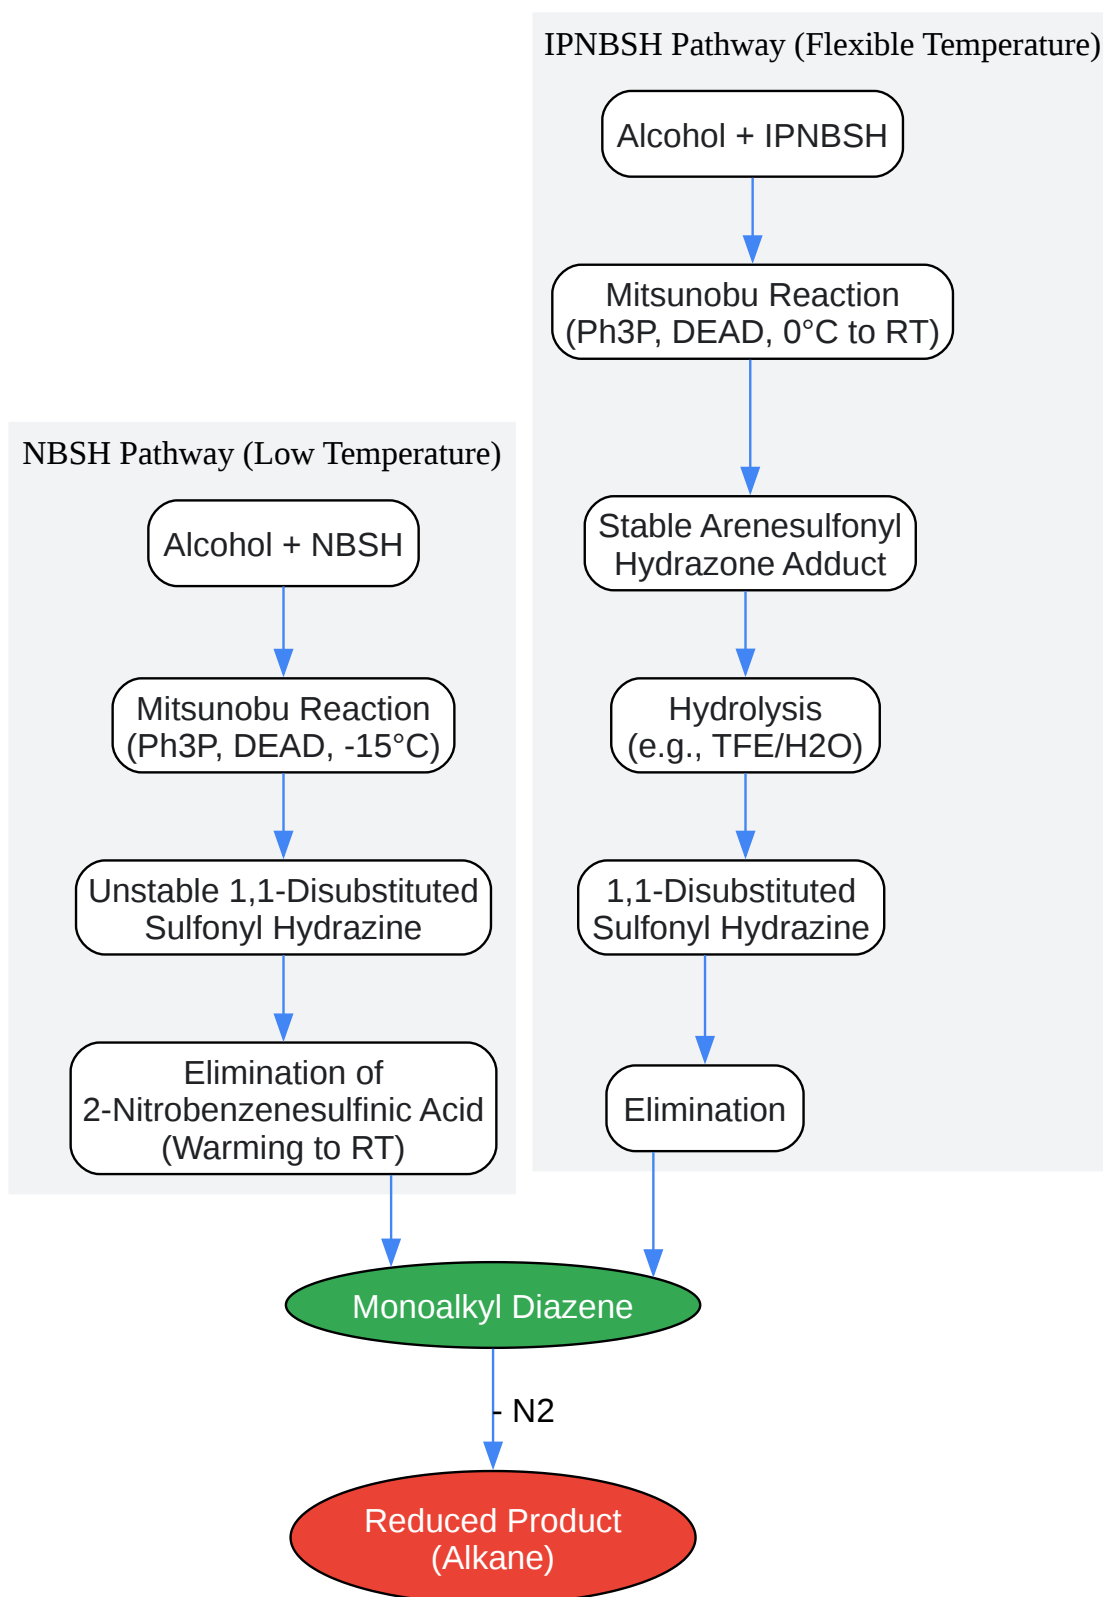 IPNBSH Pathway (Flexible Temperature)
Alcohol + IPNBSH
Mitsunobu Reaction
(Ph3P, DEAD, 0°C to RT)
Stable Arenesulfonyl
Hydrazone Adduct
Hydrolysis
(e.g., TFE/H2O)
1,1-Disubstituted
Sulfonyl Hydrazine
Elimination
NBSH Pathway (Low Temperature)
Alcohol + NBSH
Mitsunobu Reaction
(Ph3P, DEAD, -15°C)
Unstable 1,1-Disubstituted
Sulfonyl Hydrazine
Elimination of
2-Nitrobenzenesulfinic Acid
(Warming to RT)
Monoalkyl Diazene
- N2
Reduced Product
(Alkane)